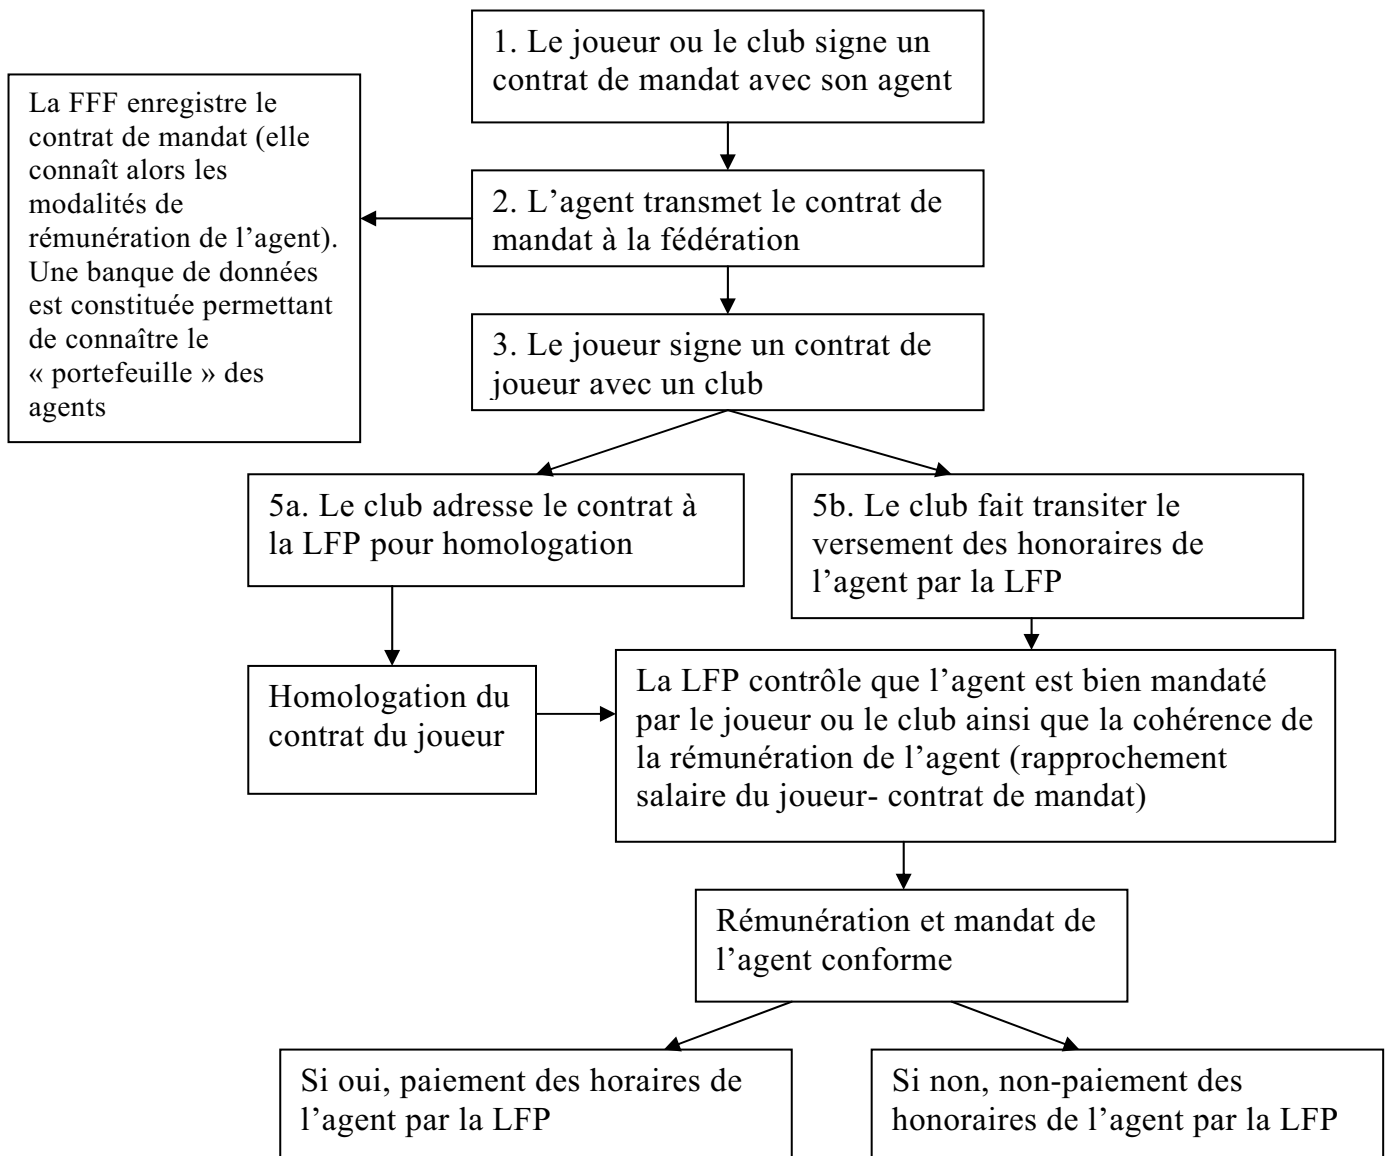 1. Le joueur ou le club signe un
contrat de mandat avec son agent
La FFF enregistre le
contrat de mandat (elle
connaît alors les
modalités de
rémunération de l’agent).
Une banque de données
est constituée permettant
de connaître le
« portefeuille » des
agents
2. L’agent transmet le contrat de
mandat à la fédération
3. Le joueur signe un contrat de
joueur avec un club
5a. Le club adresse le contrat à
la LFP pour homologation
5b. Le club fait transiter le
versement des honoraires de
l’agent par la LFP
Homologation du
contrat du joueur
La LFP contrôle que l’agent est bien mandaté
par le joueur ou le club ainsi que la cohérence de
la rémunération de l’agent (rapprochement
salaire du joueur- contrat de mandat)
Rémunération et mandat de
l’agent conforme
Si oui, paiement des horaires de
l’agent par la LFP
Si non, non-paiement des
honoraires de l’agent par la LFP